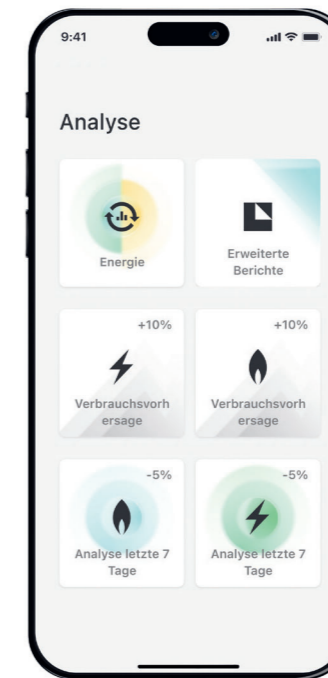 9:41
Analyse
Energie
Erweiterte
Berichte
+10%
Verbrauchsvorh
ersage
+10%
Verbrauchsvorh
ersage
-5%
Analyse letzte 7
Tage
-5%
Analyse letzte 7
Tage